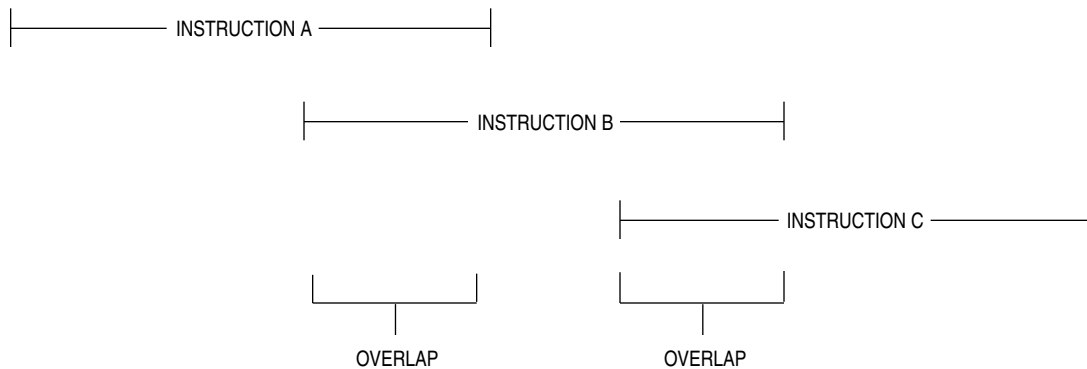 INSTRUCTION A
INSTRUCTION B
INSTRUCTION C
OVERLAP
OVERLAP